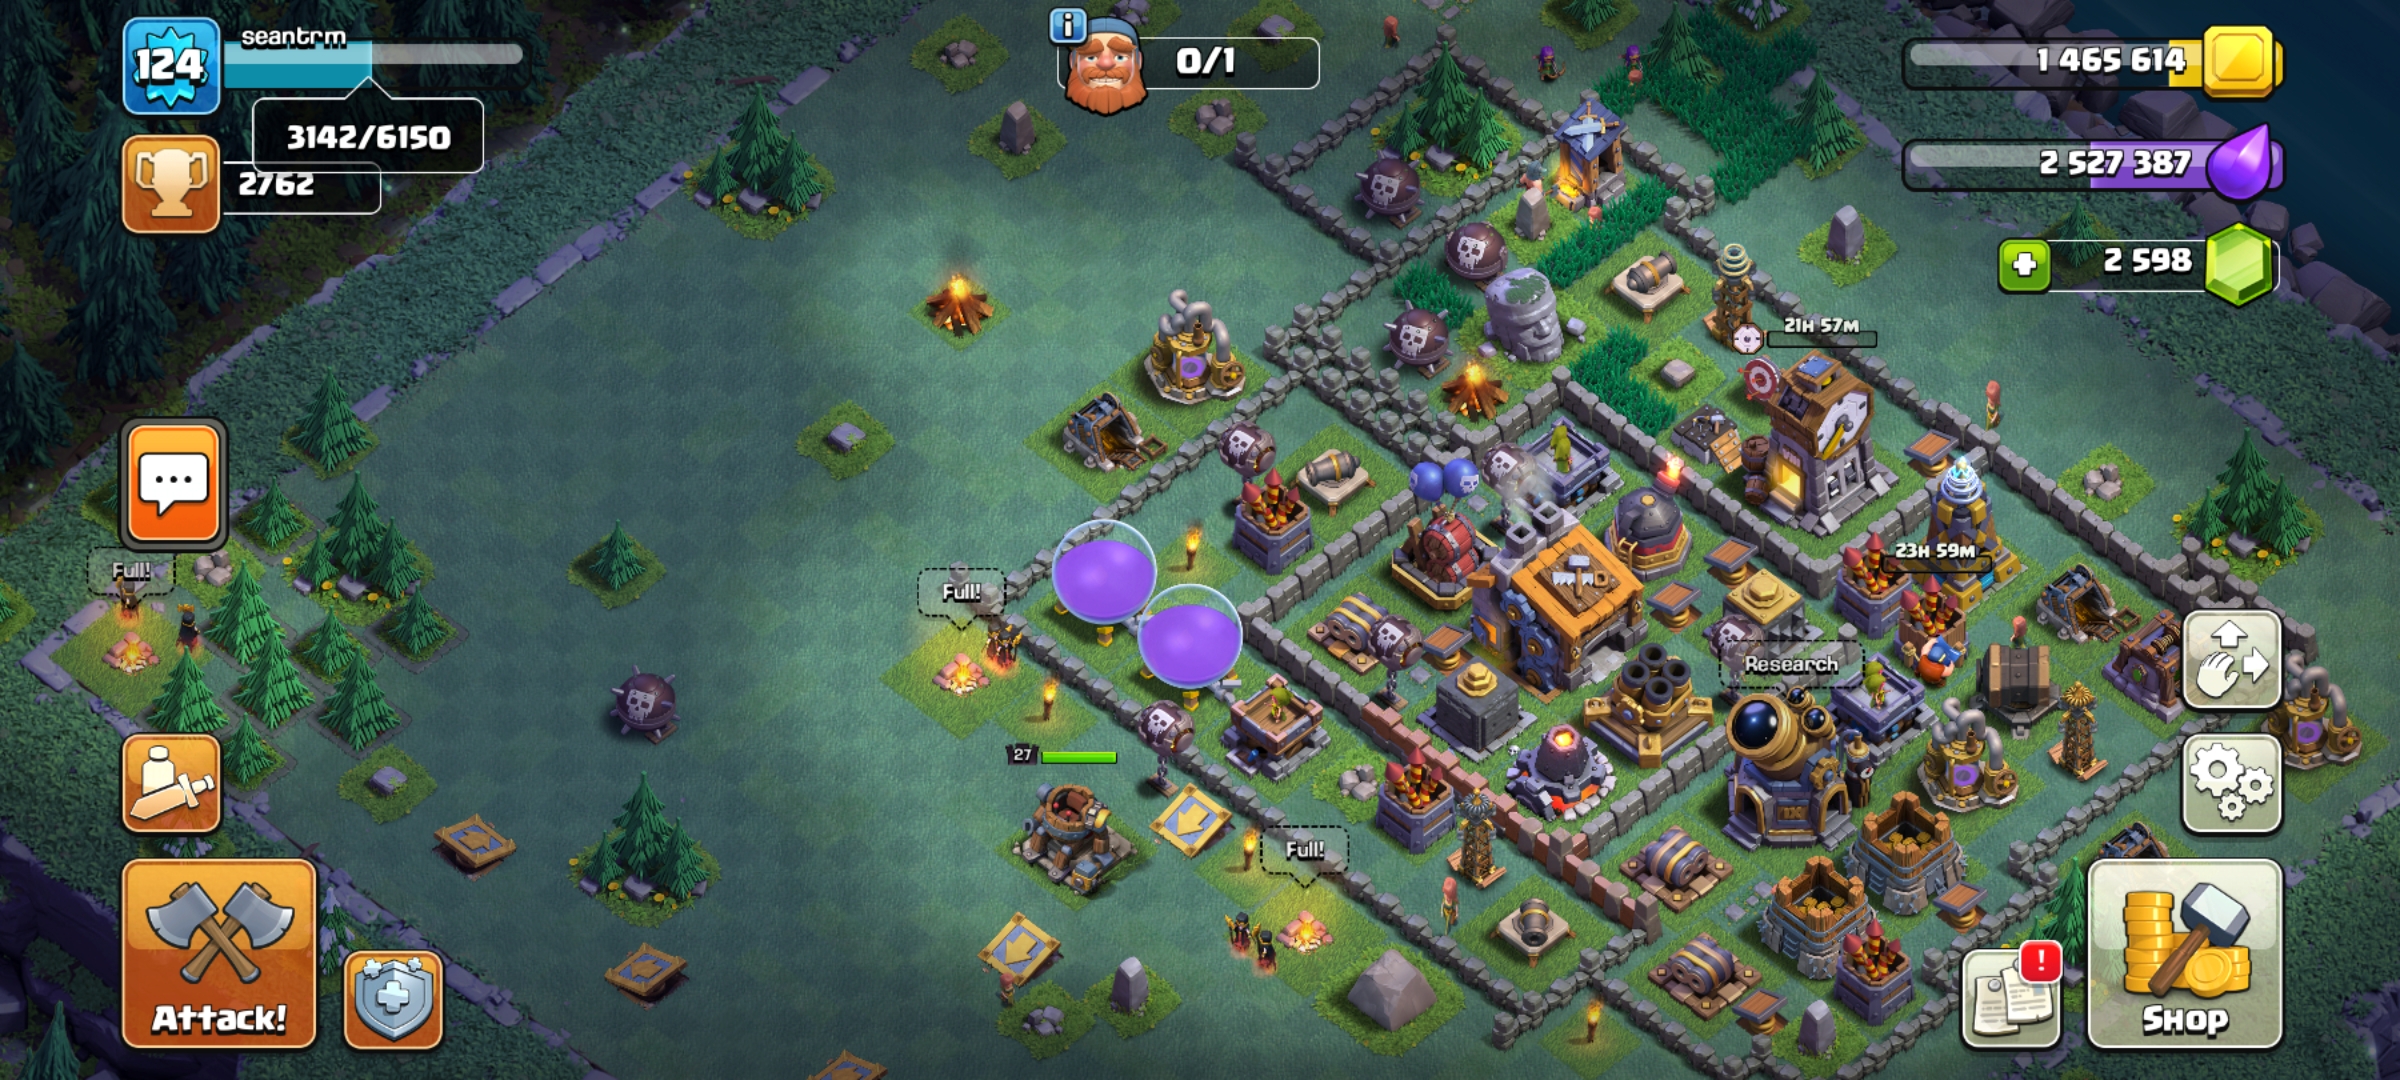 124
seantrm
3142/6150
2762
i
0/1
1 465 614
2 527 387
2 598
21H 57M
23H 59M
Full!
Full!
Research
27
Full!
Attack!
!
Shop